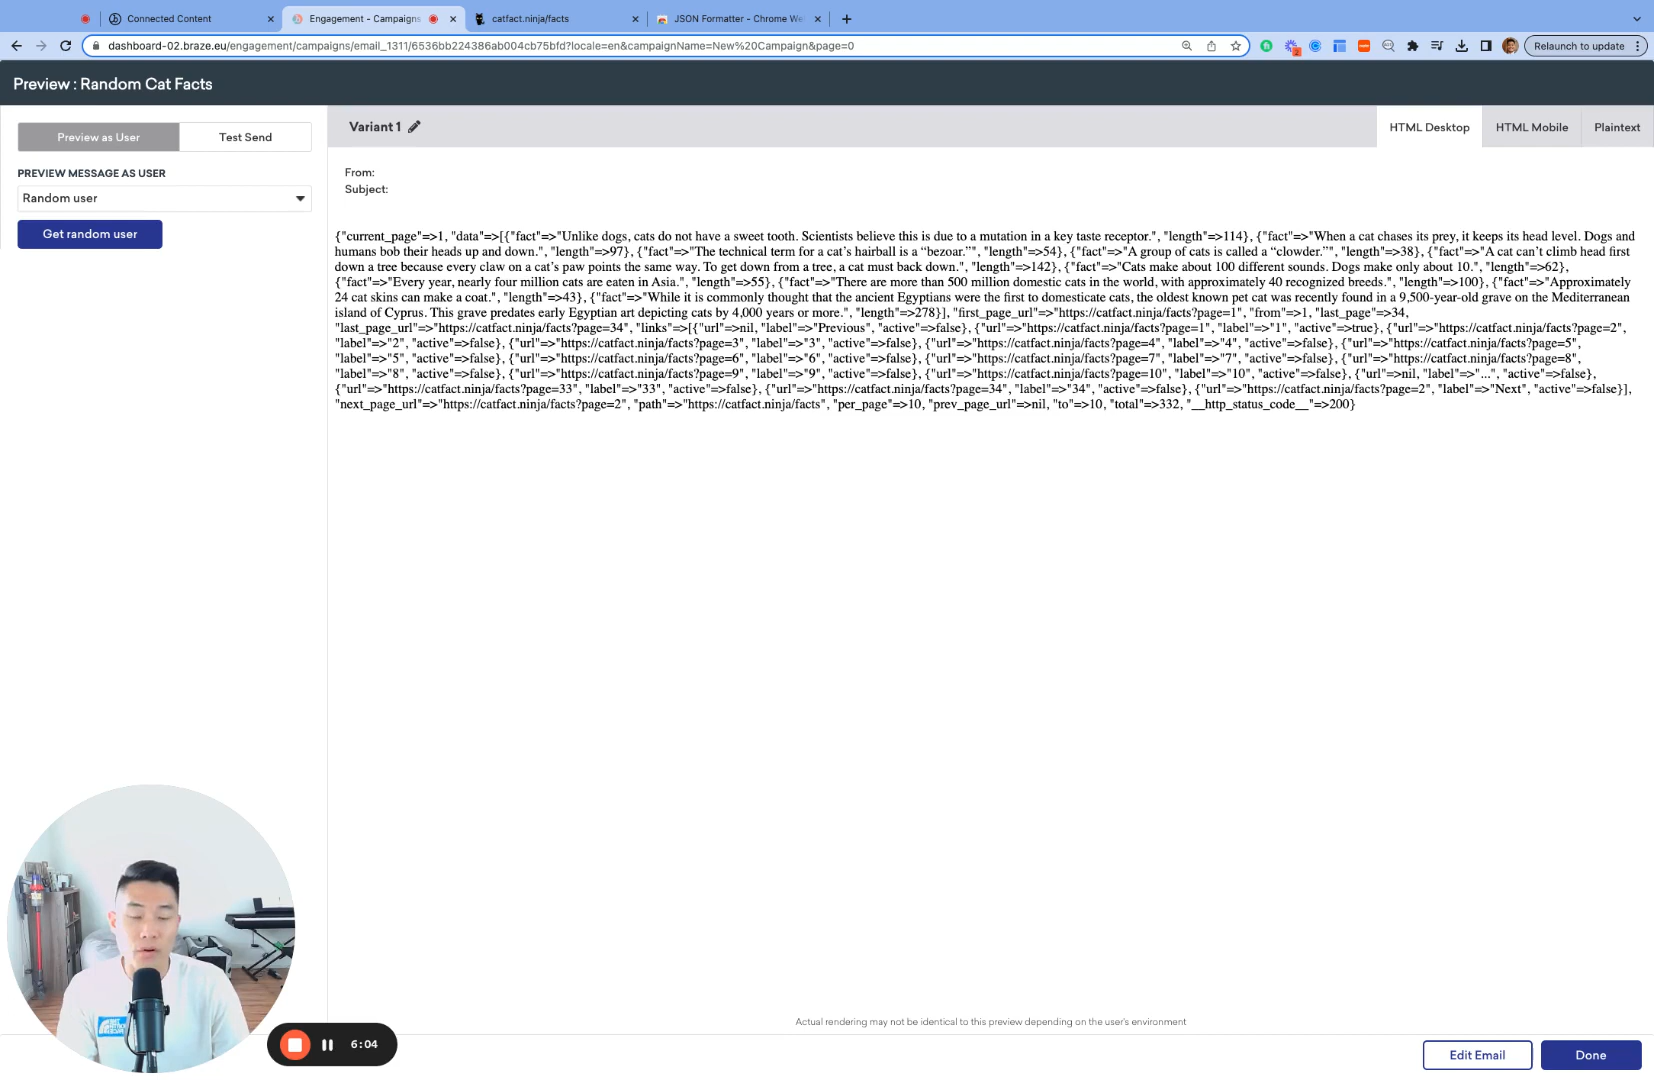 Connected Content
Engagement - Campaigns
catfact.ninja/facts
JSON Formatter - Chrome We
dashboard-02.braze.eu/engagement/campaigns/email_1311/6536bb224386ab004cb75bfd?locale=en&campaignName=New%20Campaign&page=0
Relaunch to update
Preview : Random Cat Facts
Preview as User
Test Send
Variant 1
HTML Desktop
HTML Mobile
Plaintext
PREVIEW MESSAGE AS USER
Random user
Get random user
From:
Subject:
{"current_page"=>1, "data"=>[{"fact"=>"Unlike dogs, cats do not have a sweet tooth. Scientists believe this is due to a mutation in a key taste receptor.", "length"=>114}, {"fact"=>"When a cat chases its prey, it keeps its head level. Dogs and
humans bob their heads up and down.", "length"=>97}, {"fact"=>"The technical term for a cat’s hairball is a “bezoar.”", "length"=>54}, {"fact"=>"A group of cats is called a “clowder.”", "length"=>38}, {"fact"=>"A cat can’t climb head first
down a tree because every claw on a cat’s paw points the same way. To get down from a tree, a cat must back down.", "length"=>142}, {"fact"=>"Cats make about 100 different sounds. Dogs make only about 10.", "length"=>62},
{"fact"=>"Every year, nearly four million cats are eaten in Asia.", "length"=>55}, {"fact"=>"There are more than 500 million domestic cats in the world, with approximately 40 recognized breeds.", "length"=>100}, {"fact"=>"Approximately
24 cat skins can make a coat.", "length"=>43}, {"fact"=>"While it is commonly thought that the ancient Egyptians were the first to domesticate cats, the oldest known pet cat was recently found in a 9,500-year-old grave on the Mediterranean
island of Cyprus. This grave predates early Egyptian art depicting cats by 4,000 years or more.", "length"=>278}], "first_page_url"=>"https://catfact.ninja/facts?page=1", "from"=>1, "last_page"=>34,
"last_page_url"=>"https://catfact.ninja/facts?page=34", "links"=>[{"url"=>nil, "label"=>"Previous", "active"=>false}, {"url"=>"https://catfact.ninja/facts?page=1", "label"=>"1", "active"=>true}, {"url"=>"https://catfact.ninja/facts?page=2",
"label"=>"2", "active"=>false}, {"url"=>"https://catfact.ninja/facts?page=3", "label"=>"3", "active"=>false}, {"url"=>"https://catfact.ninja/facts?page=4", "label"=>"4", "active"=>false}, {"url"=>"https://catfact.ninja/facts?page=5",
"label"=>"5", "active"=>false}, {"url"=>"https://catfact.ninja/facts?page=6", "label"=>"6", "active"=>false}, {"url"=>"https://catfact.ninja/facts?page=7", "label"=>"7", "active"=>false}, {"url"=>"https://catfact.ninja/facts?page=8",
"label"=>"8", "active"=>false}, {"url"=>"https://catfact.ninja/facts?page=9", "label"=>"9", "active"=>false}, {"url"=>"https://catfact.ninja/facts?page=10", "label"=>"10", "active"=>false}, {"url"=>nil, "label"=>"...", "active"=>false},
{"url"=>"https://catfact.ninja/facts?page=33", "label"=>"33", "active"=>false}, {"url"=>"https://catfact.ninja/facts?page=34", "label"=>"34", "active"=>false}, {"url"=>"https://catfact.ninja/facts?page=2", "label"=>"Next", "active"=>false}],
"next_page_url"=>"https://catfact.ninja/facts?page=2", "path"=>"https://catfact.ninja/facts", "per_page"=>10, "prev_page_url"=>nil, "to"=>10, "total"=>332, "__http_status_code__"=>200}
Actual rendering may not be identical to this preview depending on the user's environment
6:04
Edit Email
Done